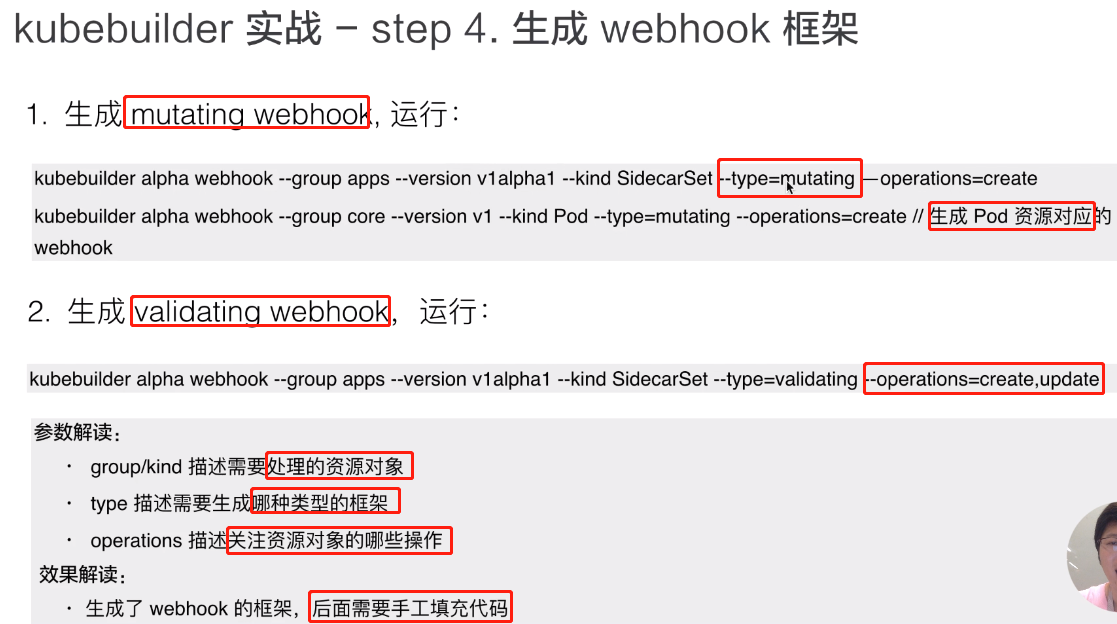 kubebuilder 实战 – step 4. 生成 webhook 框架
1. 生成 mutating webhook, 运行：
kubebuilder alpha webhook --group apps --version v1alpha1 --kind SidecarSet --type=mutating —operations=create
kubebuilder alpha webhook --group core --version v1 --kind Pod --type=mutating --operations=create // 生成 Pod 资源对应的
webhook
2. 生成 validating webhook， 运行：
kubebuilder alpha webhook --group apps --version v1alpha1 --kind SidecarSet --type=validating --operations=create,update
参数解读：
· group/kind 描述需要处理的资源对象
· type 描述需要生成哪种类型的框架
· operations 描述关注资源对象的哪些操作
效果解读：
· 生成了 webhook 的框架，后面需要手工填充代码